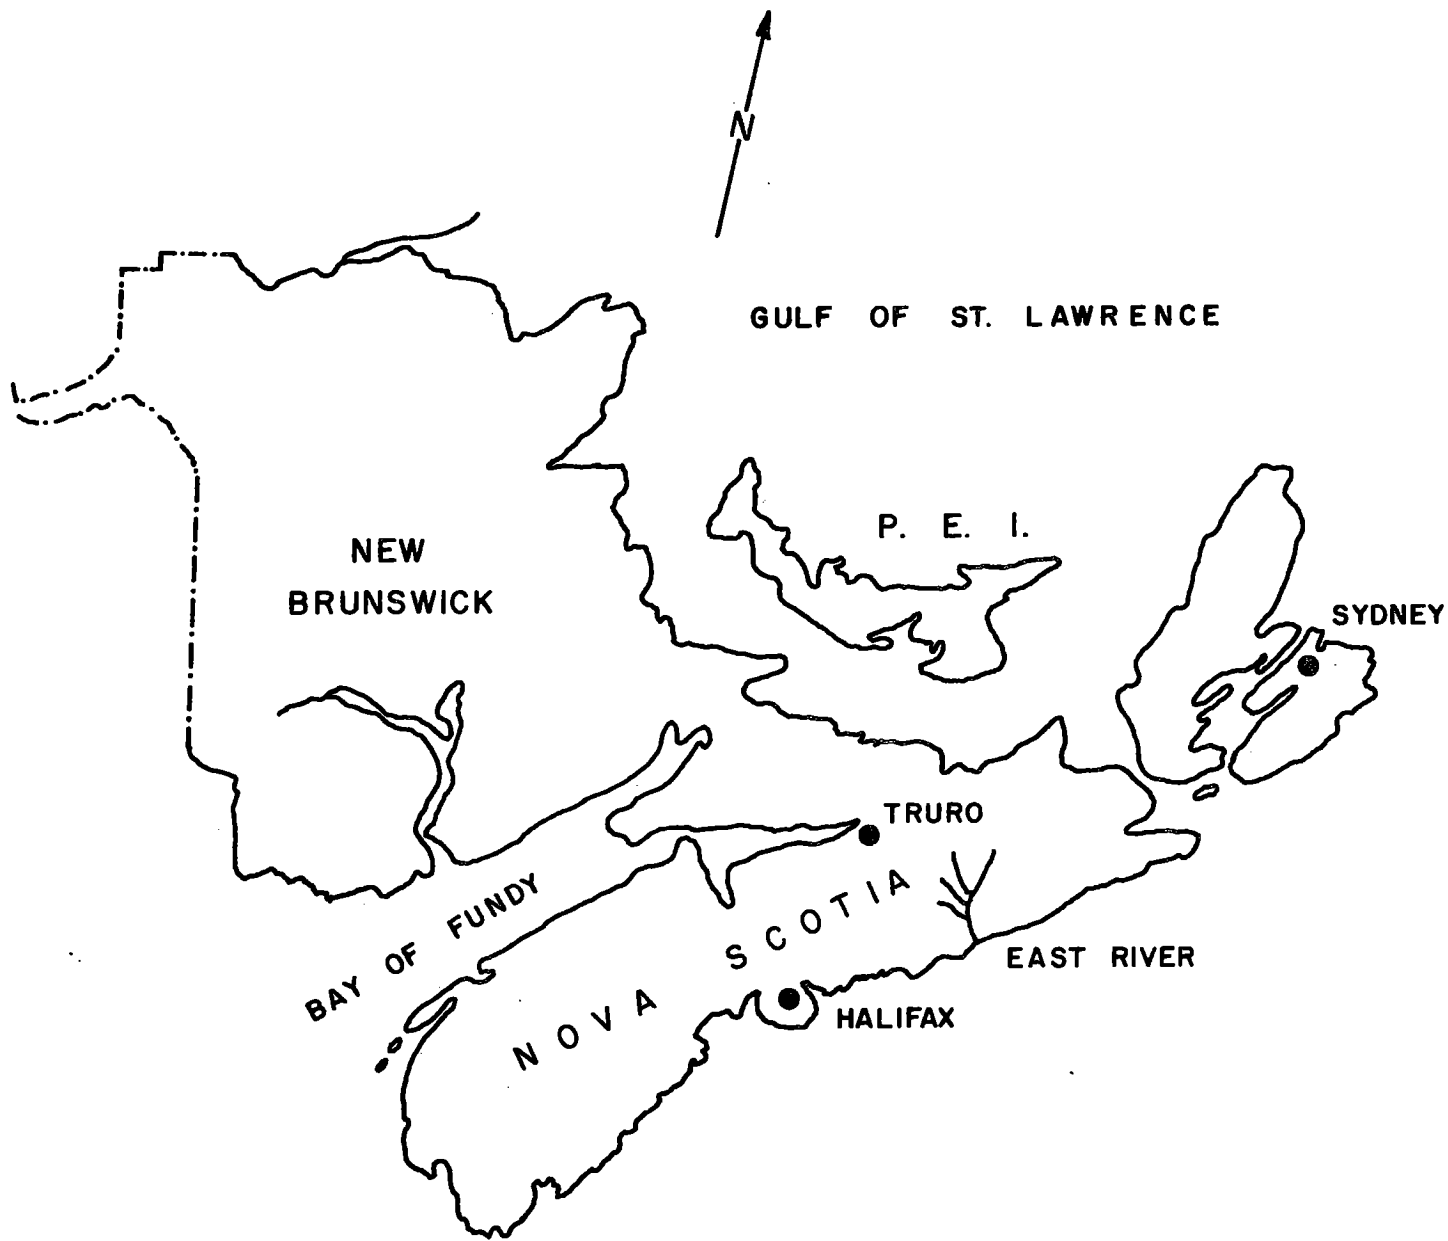 N
GULF OF ST. LAWRENCE
P. E. I.
NEW
BRUNSWICK
SYDNEY
TRURO
BAY OF FUNDY
NOVA SCOTIA
EAST RIVER
HALIFAX